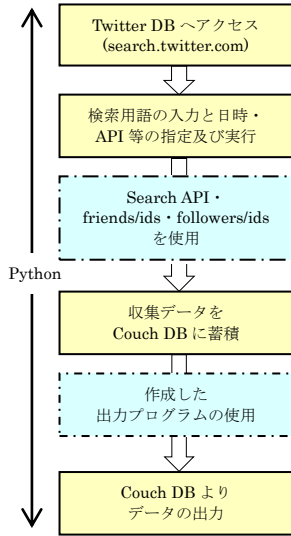 Twitter DB へアクセス
(search.twitter.com)
検索用語の入力と日時・
API 等の指定及び実行
Search API・
friends/ids・followers/ids
を使用
Python
収集データを
Couch DB に蓄積
作成した
出力プログラムの使用
Couch DB より
データの出力